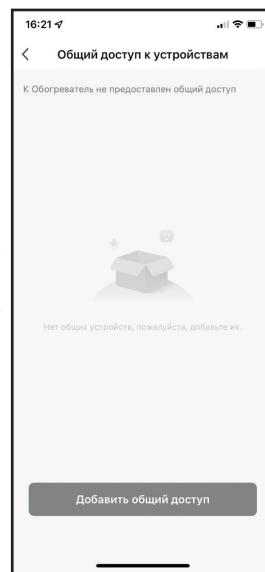 16:21
Общий доступ к устройствам
К Обогреватель не предоставлен общий доступ
Нет общих устройств, пожалуйста, добавьте их.
Добавить общий доступ